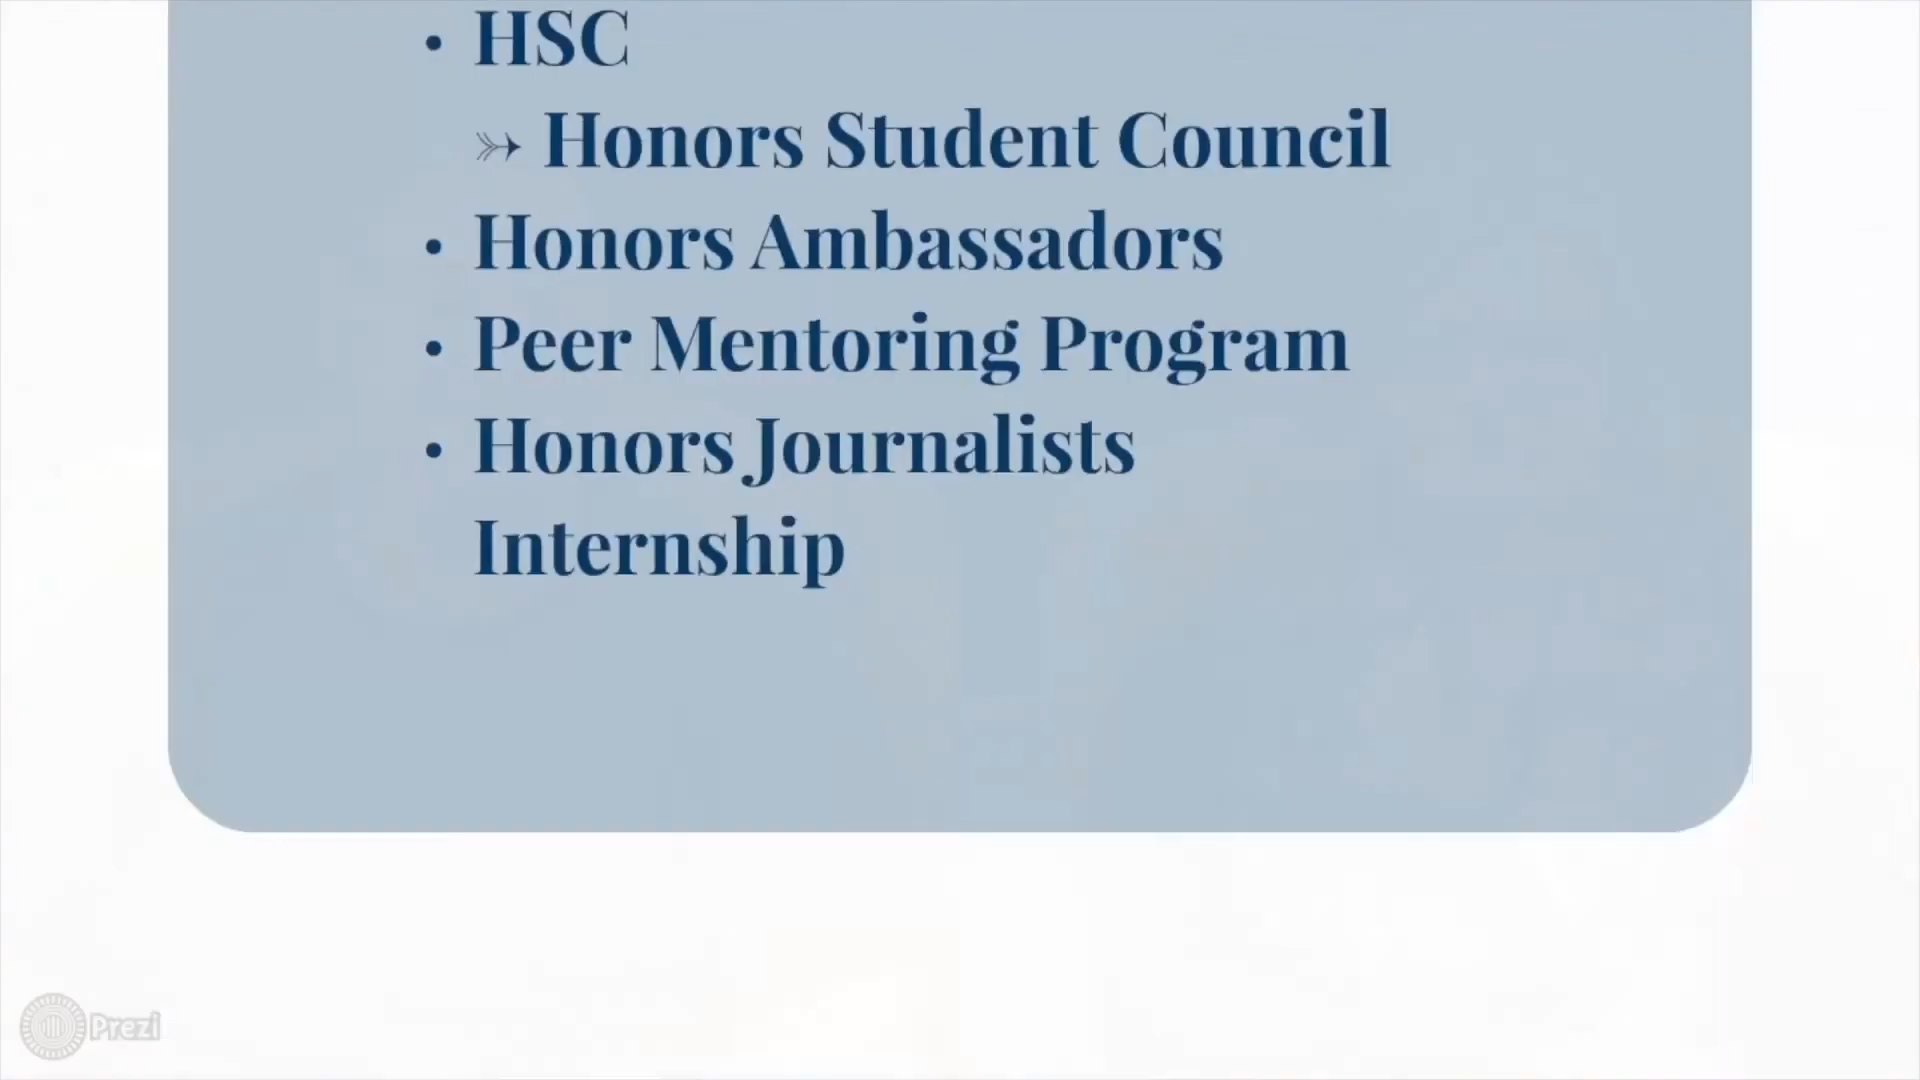 • HSC
➳ Honors Student Council
• Honors Ambassadors
• Peer Mentoring Program
• Honors Journalists
Internship
Prezi